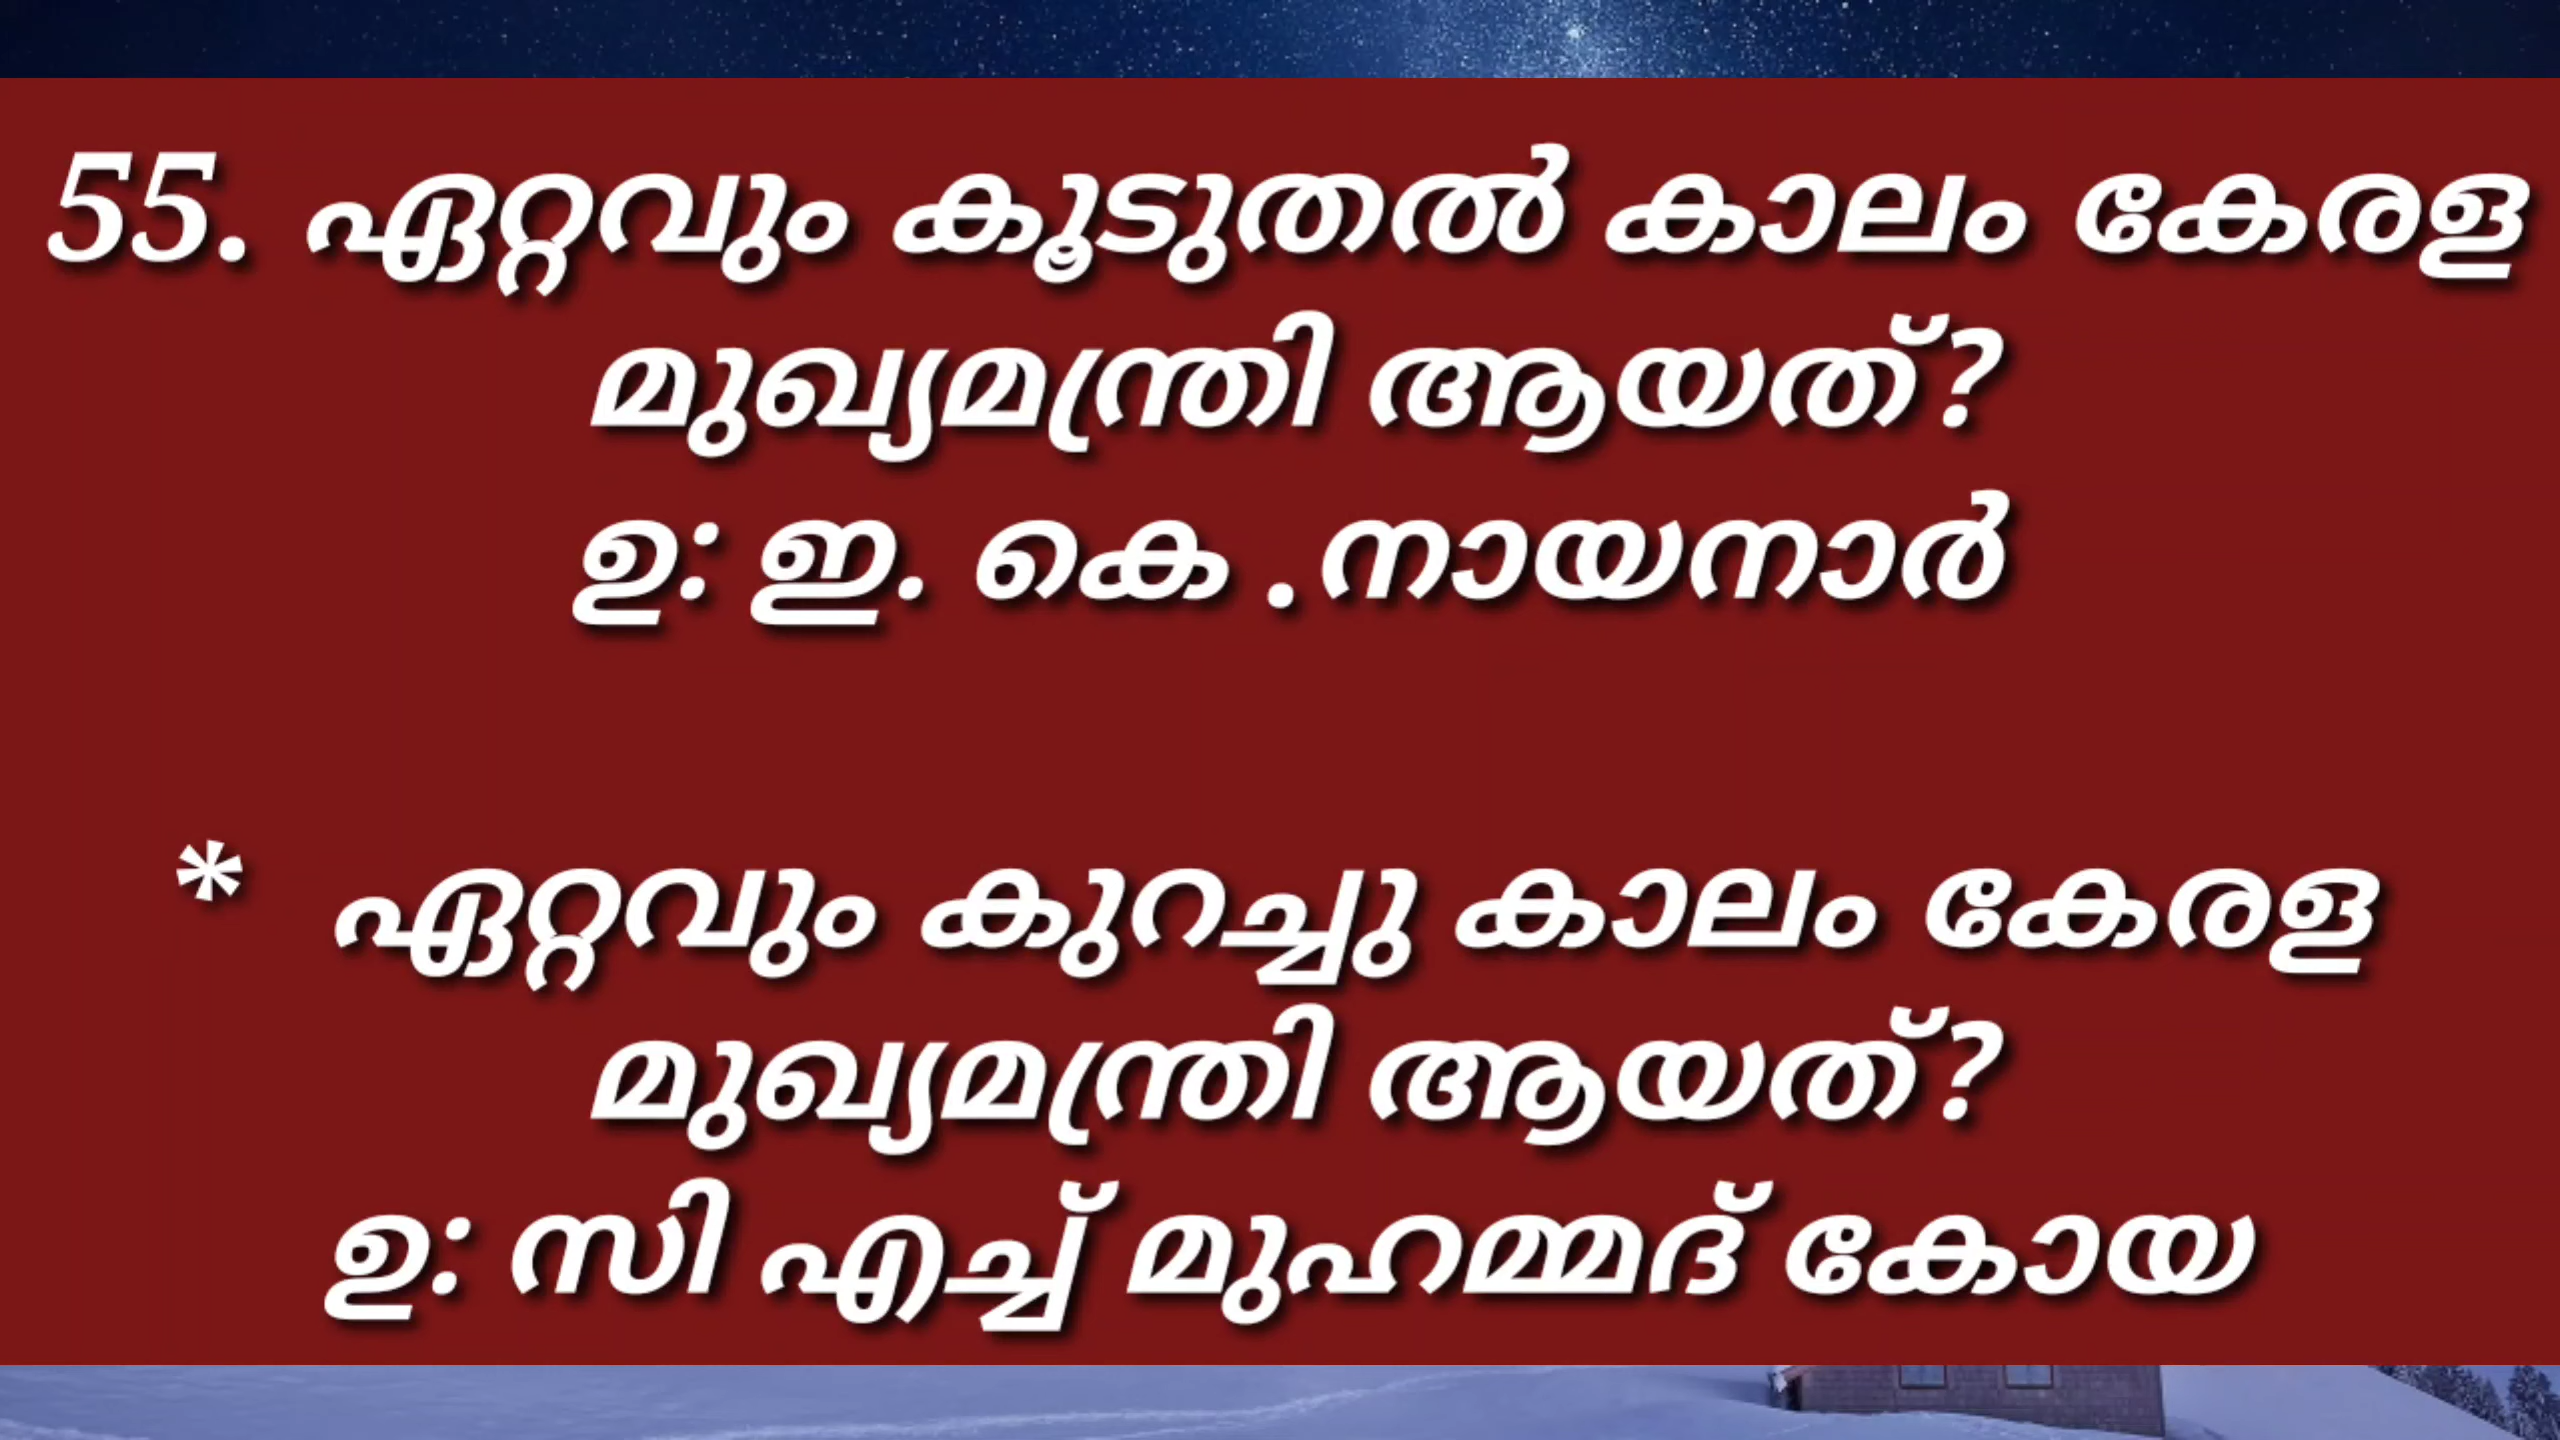 55. ഏറ്റവും കൂടുതൽ കാലം കേരള
മുഖ്യമന്ത്രി ആയത്?
ഉ: ഇ. കെ .നായനാർ
* ഏറ്റവും കുറച്ചു കാലം കേരള
മുഖ്യമന്ത്രി ആയത്?
ഉ: സി എച്ച് മുഹമ്മദ് കോയ